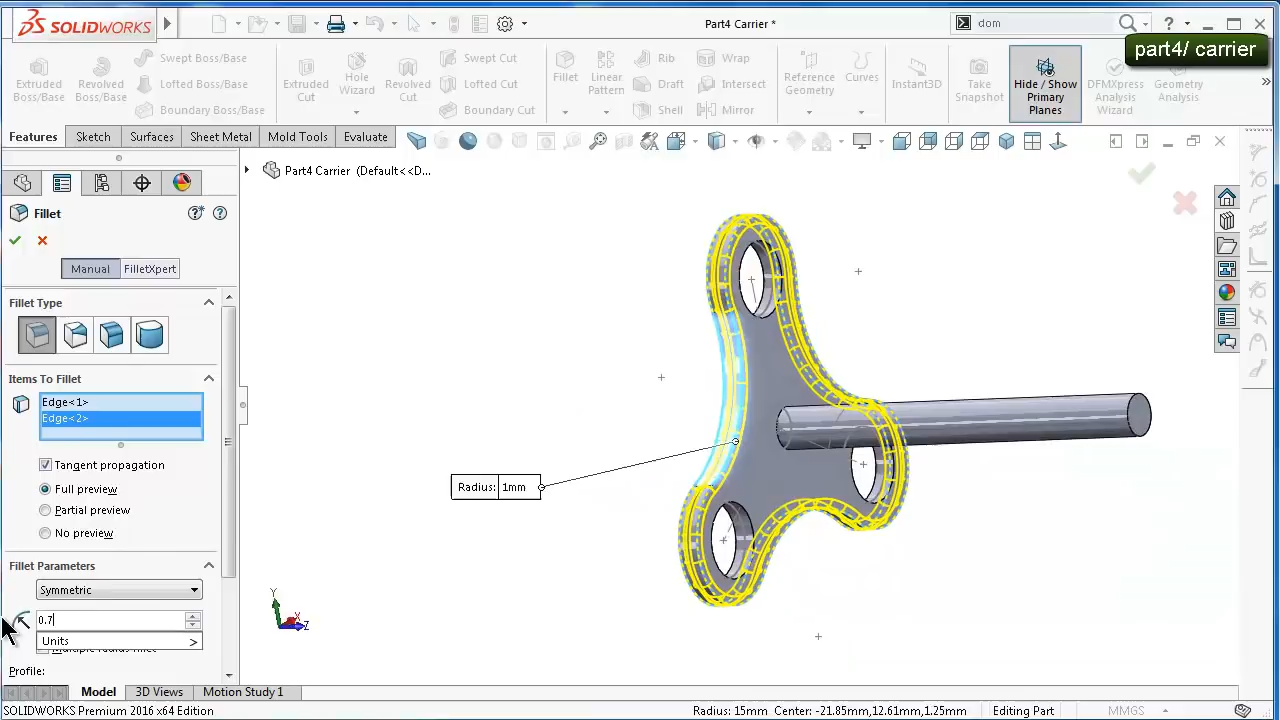 SOLIDWORKS
Part4 Carrier *
dom
part4/ carrier
Extruded Boss/Base
Revolved Boss/Base
Swept Boss/Base
Lofted Boss/Base
Boundary Boss/Base
Extruded Cut
Hole Wizard
Revolved Cut
Swept Cut
Lofted Cut
Boundary Cut
Fillet
Linear Pattern
Rib
Draft
Shell
Wrap
Intersect
Mirror
Reference Geometry
Curves
Instant3D
Take Snapshot
Hide / Show Primary Planes
DFMXpress Analysis Wizard
Geometry Analysis
Features
Sketch
Surfaces
Sheet Metal
Mold Tools
Evaluate
Part4 Carrier (Default<<D...
Fillet
Manual
FilletXpert
Fillet Type
Items To Fillet
Edge<1>
Edge<2>
Tangent propagation
Full preview
Partial preview
No preview
Fillet Parameters
Symmetric
0.7
Units >
Multiple radius fillet
Profile:
Radius: 1mm
Y
X
Z
Model
3D Views
Motion Study 1
SOLIDWORKS Premium 2016 x64 Edition
Radius: 15mm Center: -21.85mm,12.61mm,1.25mm
Editing Part
MMGS